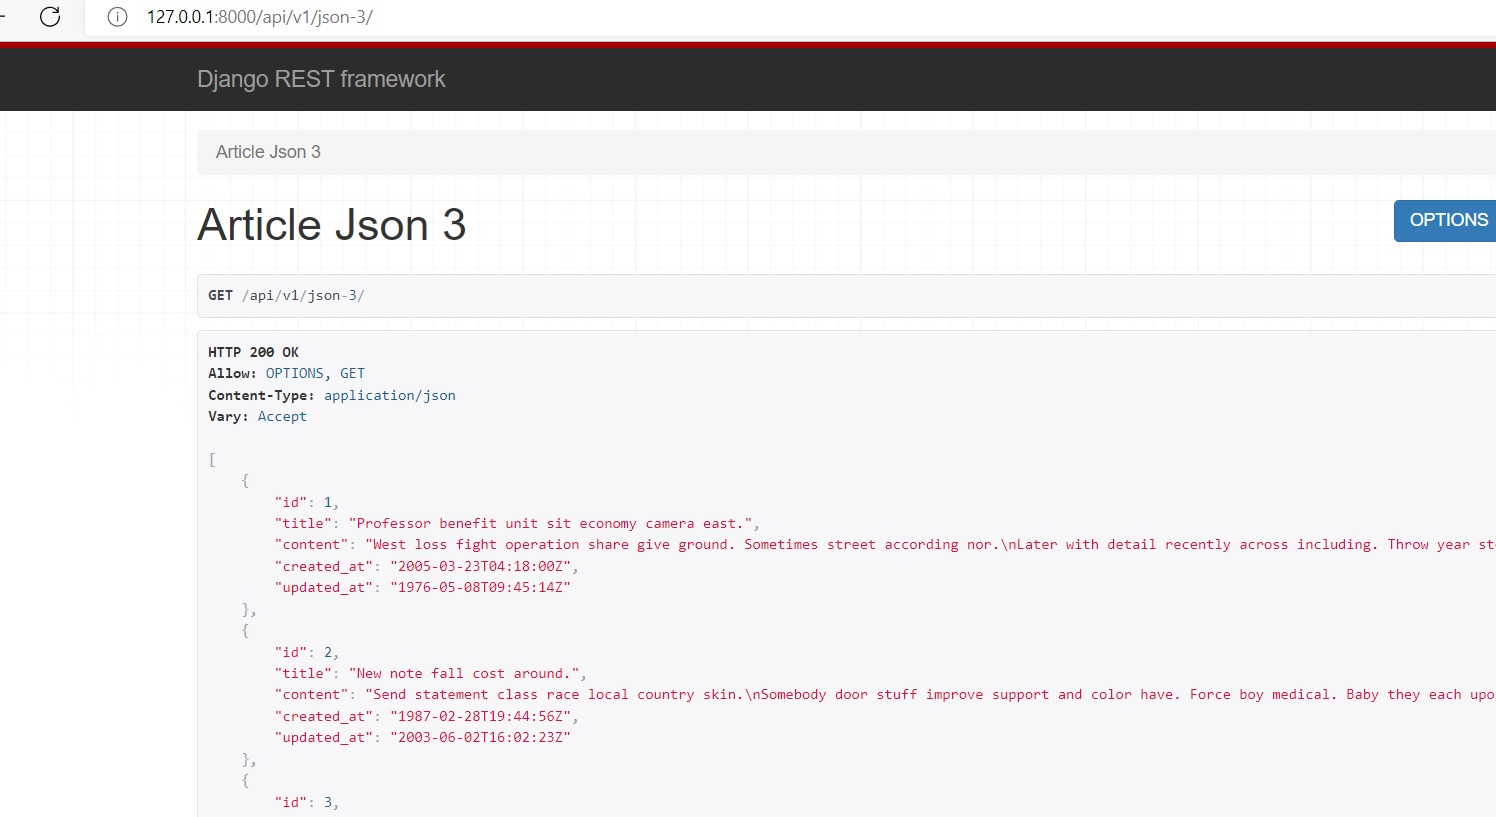 127.0.0.1:8000/api/v1/json-3/
Django REST framework
Article Json 3
Article Json 3
OPTIONS
GET /api/v1/json-3/
HTTP 200 OK
Allow: OPTIONS, GET
Content-Type: application/json
Vary: Accept
[
{
"id": 1,
"title": "Professor benefit unit sit economy camera east.",
"content": "West loss fight operation share give ground. Sometimes street according nor.\nLater with detail recently across including. Throw year
"created_at": "2005-03-23T04:18:00Z",
"updated_at": "1976-05-08T09:45:14Z"
},
{
"id": 2,
"title": "New note fall cost around.",
"content": "Send statement class race local country skin.\nSomebody door stuff improve support and color have. Force boy medical. Baby they each
"created_at": "1987-02-28T19:44:56Z",
"updated_at": "2003-06-02T16:02:23Z"
},
{
"id": 3,